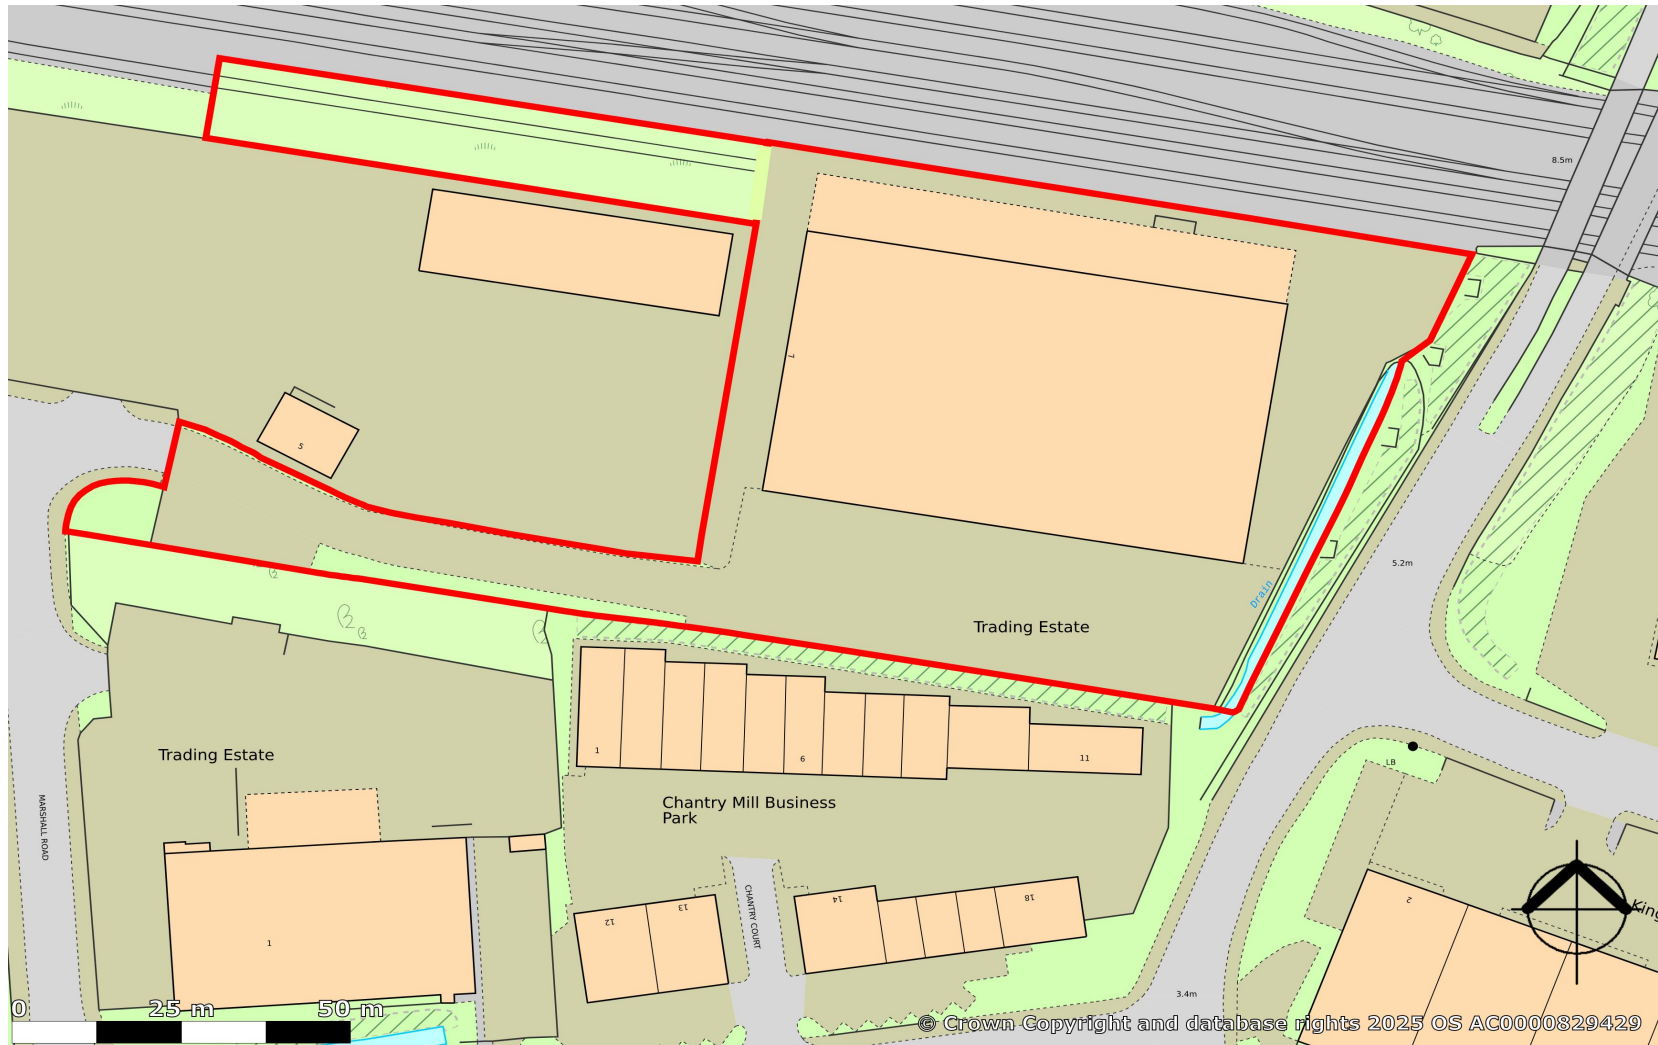 8.5m
7
5
5.2m
Drain
Trading Estate
Trading Estate
1
6
11
LB
MARSHALL ROAD
Chantry Mill Business
Park
CHANTRY COURT
12
13
14
18
2
King
1
3.4m
0
25 m
50 m
© Crown Copyright and database rights 2025 OS AC0000829429